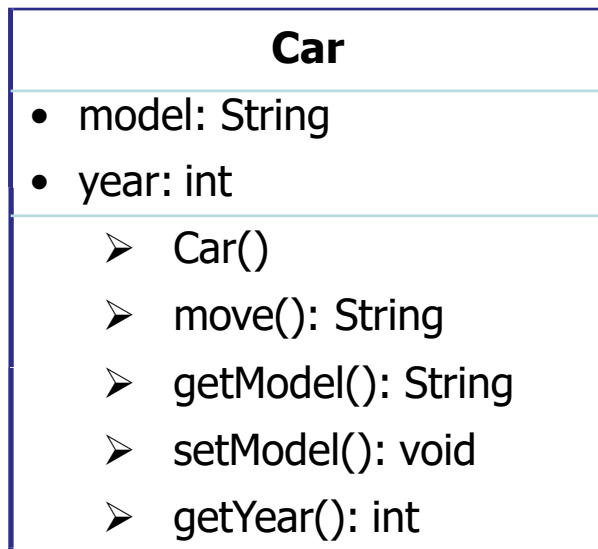 Car
• model: String
• year: int
➢ Car()
➢ move(): String
➢ getModel(): String
➢ setModel(): void
➢ getYear(): int